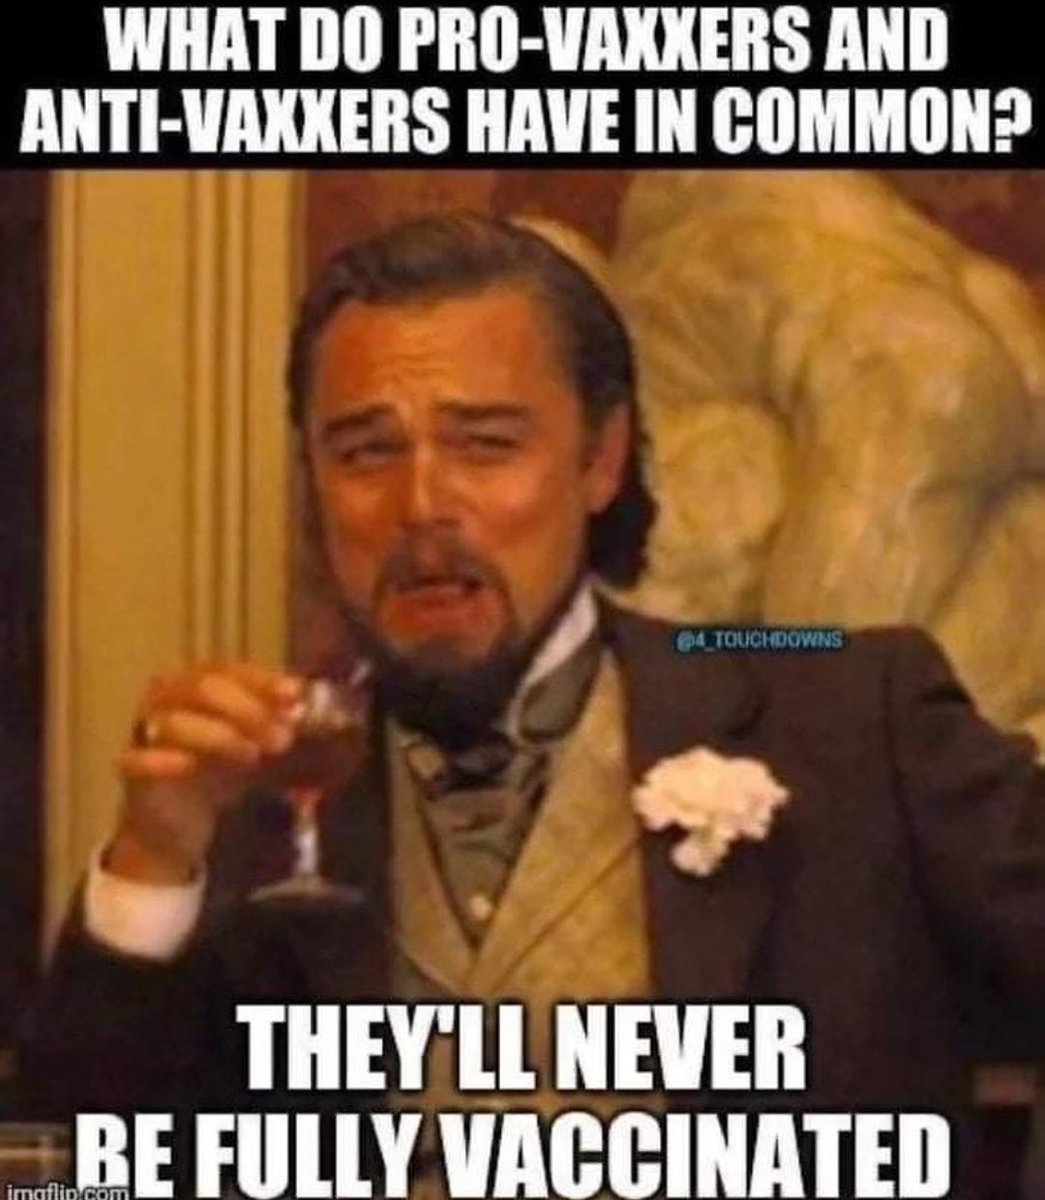 WHAT DO PRO-VAXXERS AND
ANTI-VAXXERS HAVE IN COMMON?
@4_TOUCHDOWNS
THEY'LL NEVER
BE FULLY VACCINATED
imgflip.com